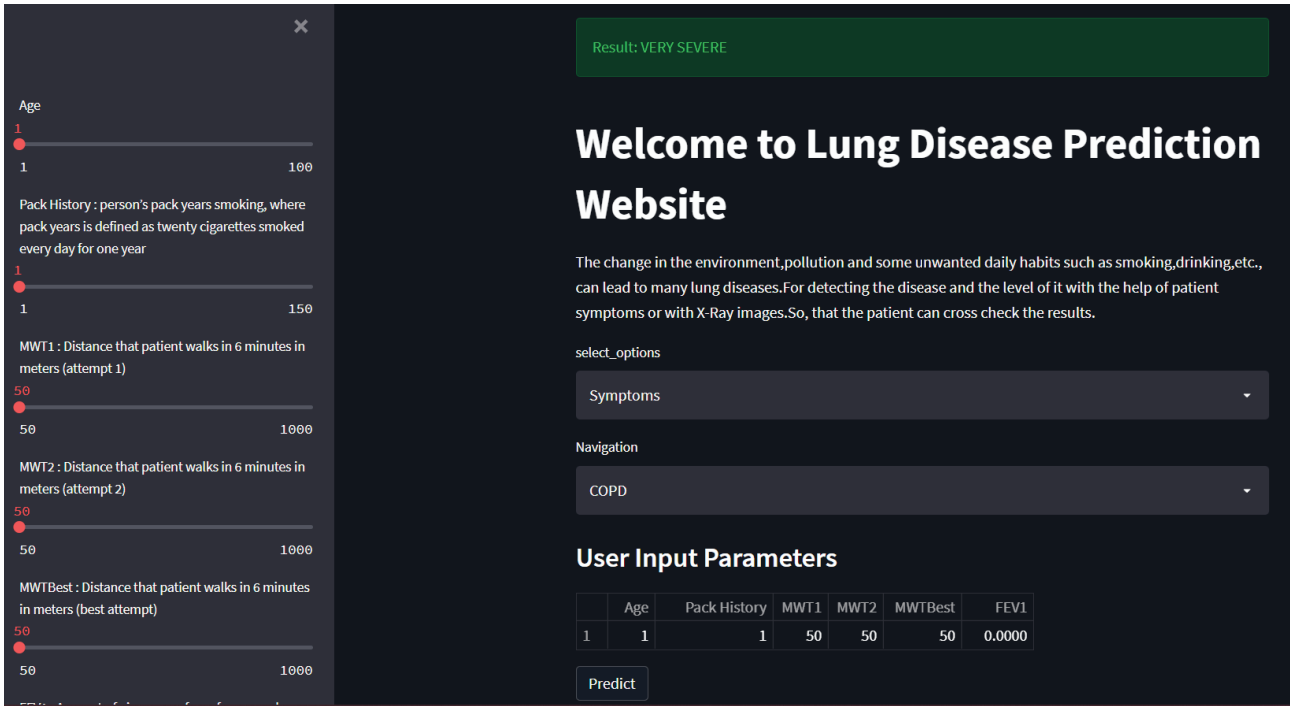 Age
1
1 100
Pack History : person’s pack years smoking, where
pack years is defined as twenty cigarettes smoked
every day for one year
1
1 150
MWT1 : Distance that patient walks in 6 minutes in
meters (attempt 1)
50
50 1000
MWT2 : Distance that patient walks in 6 minutes in
meters (attempt 2)
50
50 1000
MWTBest : Distance that patient walks in 6 minutes
in meters (best attempt)
50
50 1000
Result: VERY SEVERE
Welcome to Lung Disease Prediction
Website
The change in the environment,pollution and some unwanted daily habits such as smoking,drinking,etc.,
can lead to many lung diseases.For detecting the disease and the level of it with the help of patient
symptoms or with X-Ray images.So, that the patient can cross check the results.
select_options
Symptoms
Navigation
COPD
User Input Parameters
Age Pack History MWT1 MWT2 MWTBest FEV1
1 1 1 50 50 50 0.0000
Predict